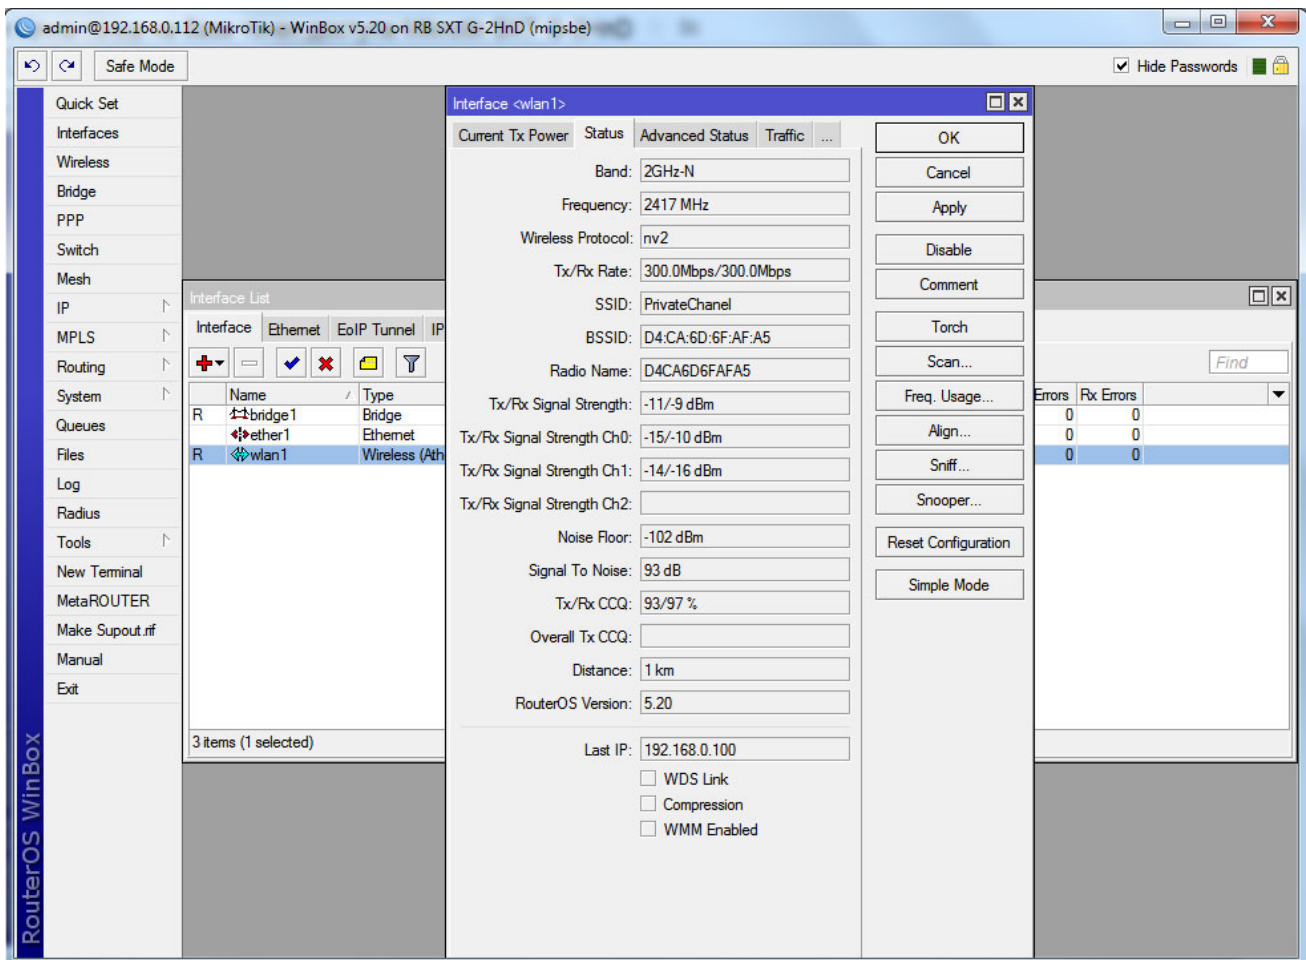 admin@192.168.0.112 (MikroTik) - WinBox v5.20 on RB SXT G-2HnD (mipsbe)
Safe Mode
Hide Passwords
Quick Set
Interfaces
Wireless
Bridge
PPP
Switch
Mesh
IP
MPLS
Routing
System
Queues
Files
Log
Radius
Tools
New Terminal
MetaROUTER
Make Supout.rif
Manual
Exit
RouterOS WinBox
Interface List
Interface Ethernet EoIP Tunnel IP
Find
Name Type Errors Rx Errors
R bridge1 Bridge 0 0
ether1 Ethernet 0 0
R wlan1 Wireless (Ath 0 0
3 items (1 selected)
Interface <wlan1>
Current Tx Power Status Advanced Status Traffic ...
Band: 2GHz-N
Frequency: 2417 MHz
Wireless Protocol: nv2
Tx/Rx Rate: 300.0Mbps/300.0Mbps
SSID: PrivateChanel
BSSID: D4:CA:6D:6F:AF:A5
Radio Name: D4CA6D6FAFA5
Tx/Rx Signal Strength: -11/-9 dBm
Tx/Rx Signal Strength Ch0: -15/-10 dBm
Tx/Rx Signal Strength Ch1: -14/-16 dBm
Tx/Rx Signal Strength Ch2:
Noise Floor: -102 dBm
Signal To Noise: 93 dB
Tx/Rx CCQ: 93/97 %
Overall Tx CCQ:
Distance: 1 km
RouterOS Version: 5.20
Last IP: 192.168.0.100
WDS Link
Compression
WMM Enabled
OK
Cancel
Apply
Disable
Comment
Torch
Scan...
Freq. Usage...
Align...
Sniff...
Snooper...
Reset Configuration
Simple Mode